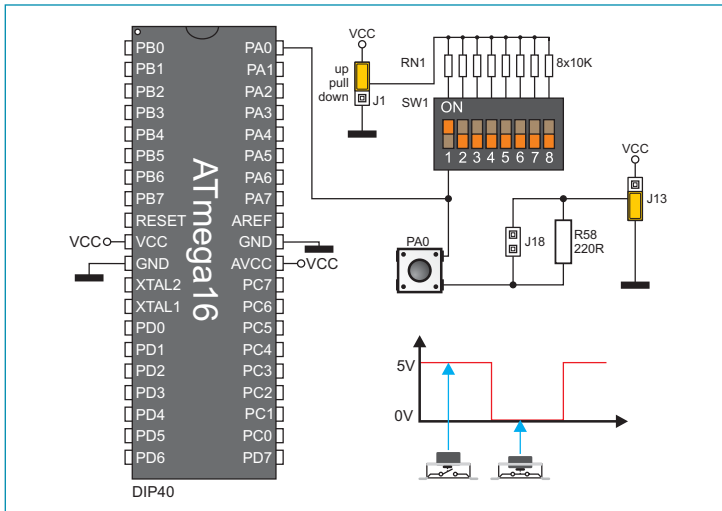 PB0 PA0
PB1 PA1
PB2 PA2
PB3 PA3
PB4 PA4
PB5 PA5
PB6 PA6
PB7 PA7
RESET AREF
VCC VCC GND
GND AVCC VCC
XTAL2 PC7
XTAL1 PC6
PD0 PC5
PD1 PC4
PD2 PC3
PD3 PC2
PD4 PC1
PD5 PC0
PD6 PD7
ATmega16
DIP40
VCC
up
pull
down
J1
RN1
8x10K
SW1
ON
1 2 3 4 5 6 7 8
PA0
J18
R58
220R
VCC
J13
5V
0V